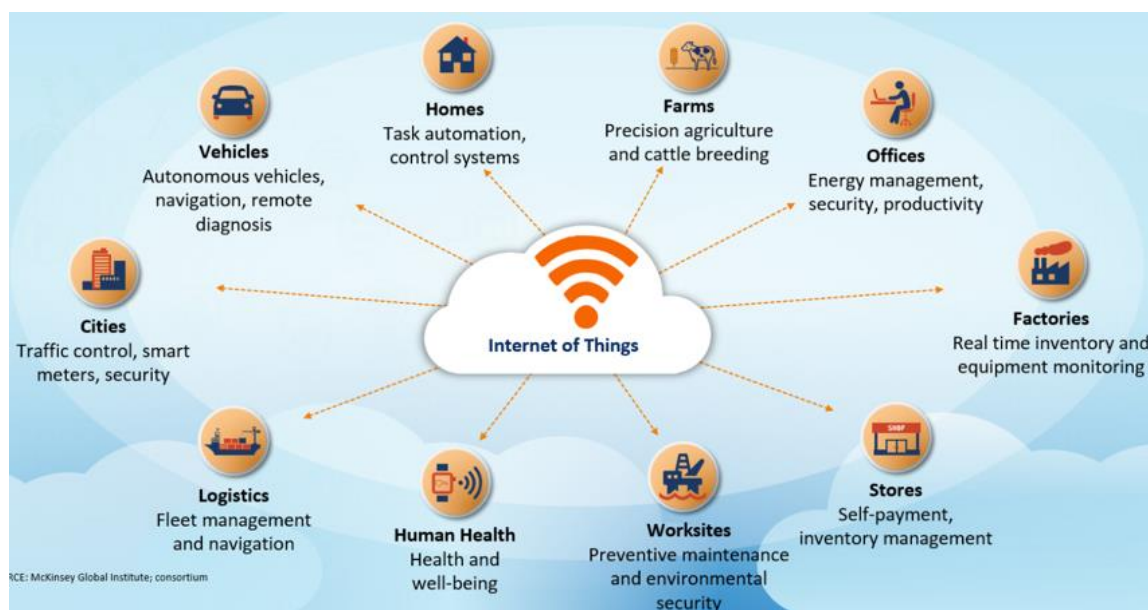 Homes
Task automation,
control systems
Farms
Precision agriculture
and cattle breeding
Vehicles
Autonomous vehicles,
navigation, remote
diagnosis
Offices
Energy management,
security, productivity
Internet of Things
Cities
Traffic control, smart
meters, security
Factories
Real time inventory and
equipment monitoring
SHOP
Logistics
Fleet management
and navigation
Human Health
Health and
well-being
Worksites
Preventive maintenance
and environmental
security
Stores
Self-payment,
inventory management
RCE: McKinsey Global Institute; consortium